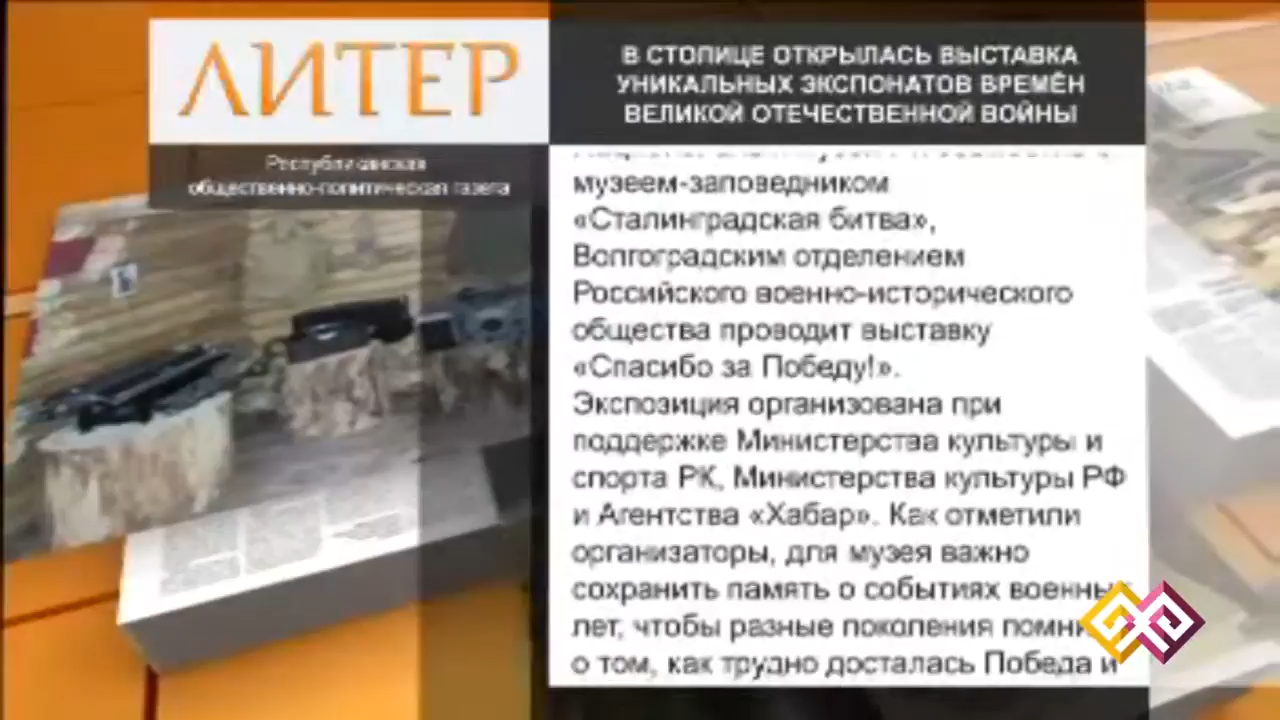 ЛИТЕР
Республиканская
общественно-политическая газета
В СТОЛИЦЕ ОТКРЫЛАСЬ ВЫСТАВКА
УНИКАЛЬНЫХ ЭКСПОНАТОВ ВРЕМЁН
ВЕЛИКОЙ ОТЕЧЕСТВЕННОЙ ВОЙНЫ
музеем-заповедником
«Сталинградская битва»,
Волгоградским отделением
Российского военно-исторического
общества проводит выставку
«Спасибо за Победу!».
Экспозиция организована при
поддержке Министерства культуры и
спорта РК, Министерства культуры РФ
и Агентства «Хабар». Как отметили
организаторы, для музея важно
сохранить память о событиях военных
лет, чтобы разные поколения
о том, как трудно досталась Победа и